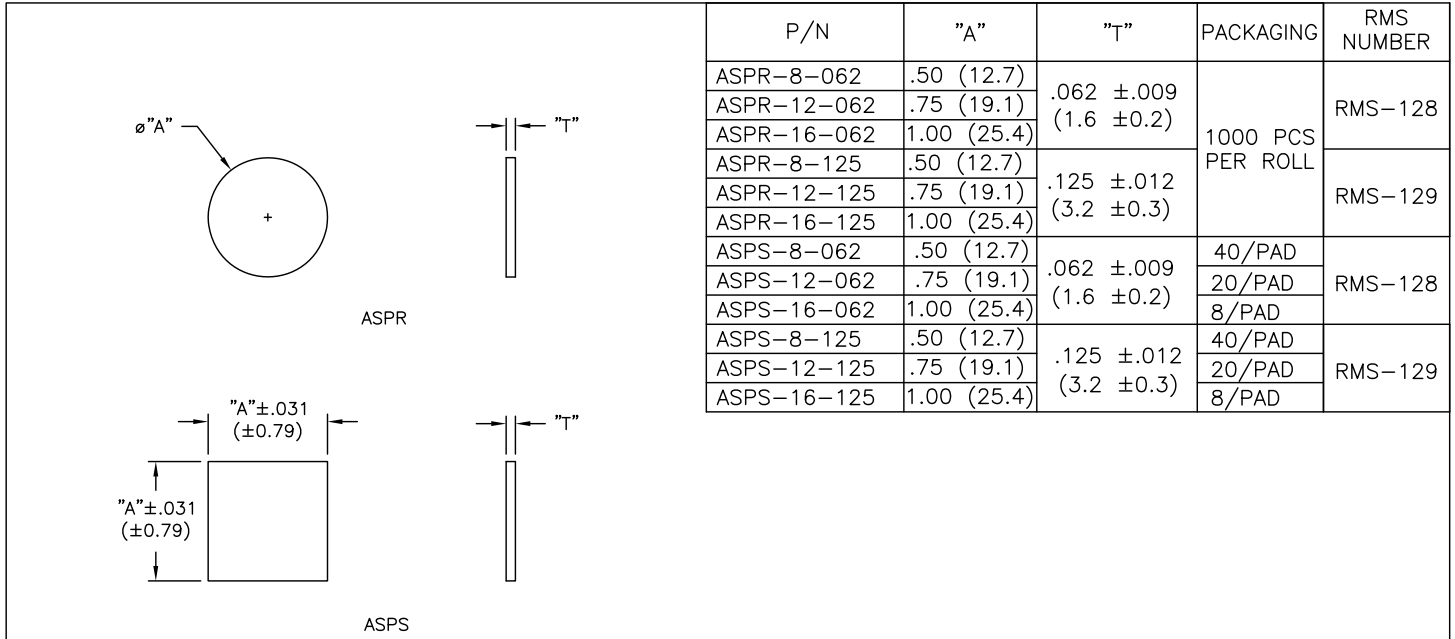 P/N "A" "T" PACKAGING RMS NUMBER
ASPR-8-062 .50 (12.7) .062 ±.009 (1.6 ±0.2) 1000 PCS PER ROLL RMS-128
ASPR-12-062 .75 (19.1)
ASPR-16-062 1.00 (25.4)
ASPR-8-125 .50 (12.7) .125 ±.012 (3.2 ±0.3) RMS-129
ASPR-12-125 .75 (19.1)
ASPR-16-125 1.00 (25.4)
ASPS-8-062 .50 (12.7) .062 ±.009 (1.6 ±0.2) 40/PAD RMS-128
ASPS-12-062 .75 (19.1) 20/PAD
ASPS-16-062 1.00 (25.4) 8/PAD
ASPS-8-125 .50 (12.7) .125 ±.012 (3.2 ±0.3) 40/PAD RMS-129
ASPS-12-125 .75 (19.1) 20/PAD
ASPS-16-125 1.00 (25.4) 8/PAD
ø"A"
"T"
ASPR
"A"±.031
(±0.79)
"T"
"A"±.031
(±0.79)
ASPS